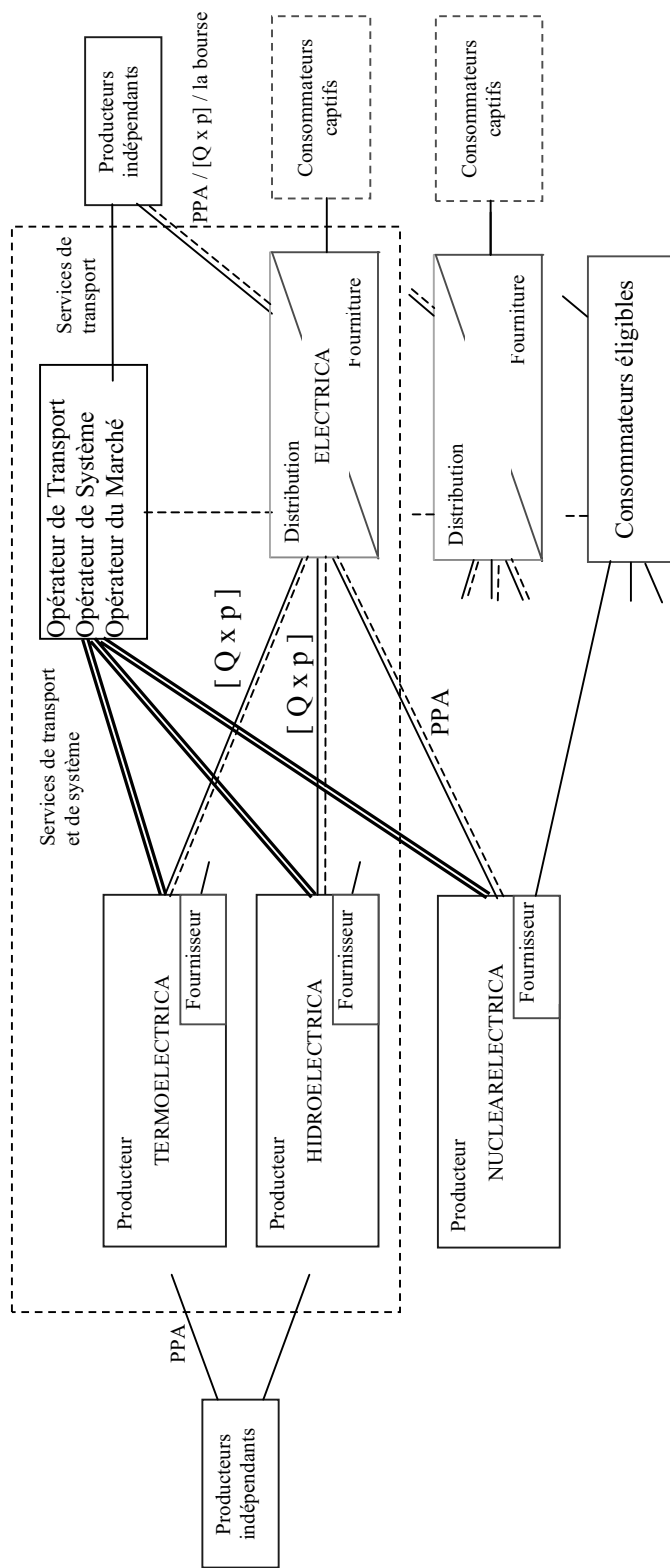 Producteurs
indépendants
PPA
Producteur
TERMOELECTRICA
Fournisseur
Producteur
HIDROELECTRICA
Fournisseur
Producteur
NUCLEARELECTRICA
Fournisseur
Services de transport
et de système
Opérateur de Transport
Opérateur de Système
Opérateur du Marché
[ Q x p ]
[ Q x p ]
PPA
Services de
transport
Producteurs
indépendants
PPA / [Q x p] / la bourse
Distribution
ELECTRICA
Fourniture
Consommateurs
captifs
Distribution
Fourniture
Consommateurs
captifs
Consommateurs éligibles